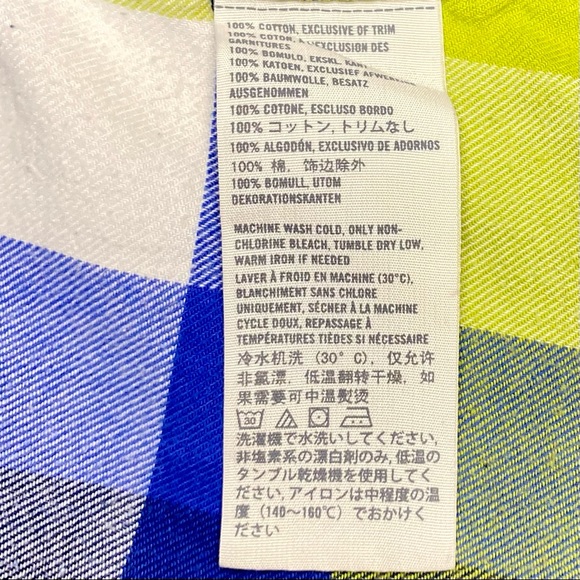 100% COTTON, EXCLUSIVE OF TRIM
100% COTON, À L'EXCLUSION DES
GARNITURES
100% BOMULD, EKSKL. KANT
100% KATOEN, EXCLUSIEF AFWERKING
100% BAUMWOLLE, BESATZ
AUSGENOMMEN
100% COTONE, ESCLUSO BORDO
100% コットン, トリムなし
100% ALGODÓN, EXCLUSIVO DE ADORNOS
100% 棉, 饰边除外
100% BOMULL, UTOM
DEKORATIONSKANTEN
MACHINE WASH COLD, ONLY NON-
CHLORINE BLEACH, TUMBLE DRY LOW,
WARM IRON IF NEEDED
LAVER À FROID EN MACHINE (30°C),
BLANCHIMENT SANS CHLORE
UNIQUEMENT, SÉCHER À LA MACHINE
CYCLE DOUX, REPASSAGE À
TEMPÉRATURES TIÈDES SI NÉCESSAIRE
冷水机洗 (30° C), 仅允许
非氯漂, 低温翻转干燥, 如
果需要可中温熨烫
30
洗濯機で水洗いしてください,
非塩素系の漂白剤のみ, 低温の
タンブル乾燥機を使用してく
ださい, アイロンは中程度の温
度 (140〜160℃) でおかけく
ださい